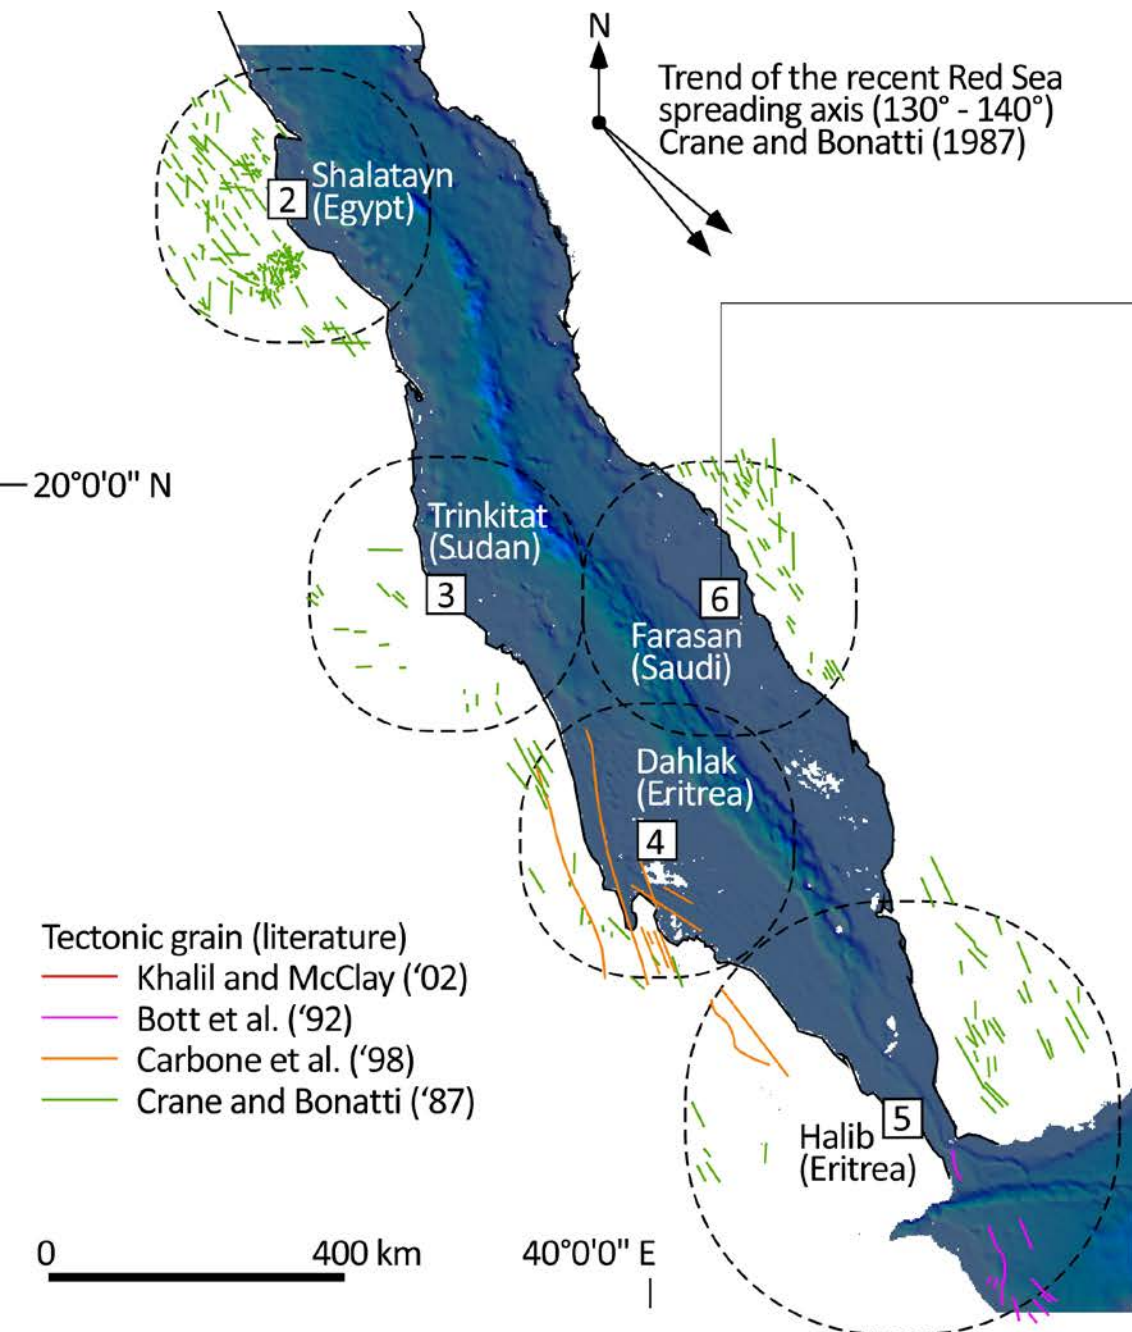 N
Trend of the recent Red Sea
spreading axis (130° - 140°)
Crane and Bonatti (1987)
2
Shalatayn
(Egypt)
20°0'0" N
Trinkitat
(Sudan)
3
6
Farasan
(Saudi)
Dahlak
(Eritrea)
4
Tectonic grain (literature)
Khalil and McClay (‘02)
Bott et al. (‘92)
Carbone et al. (‘98)
Crane and Bonatti (‘87)
5
Halib
(Eritrea)
0
400 km
40°0'0" E